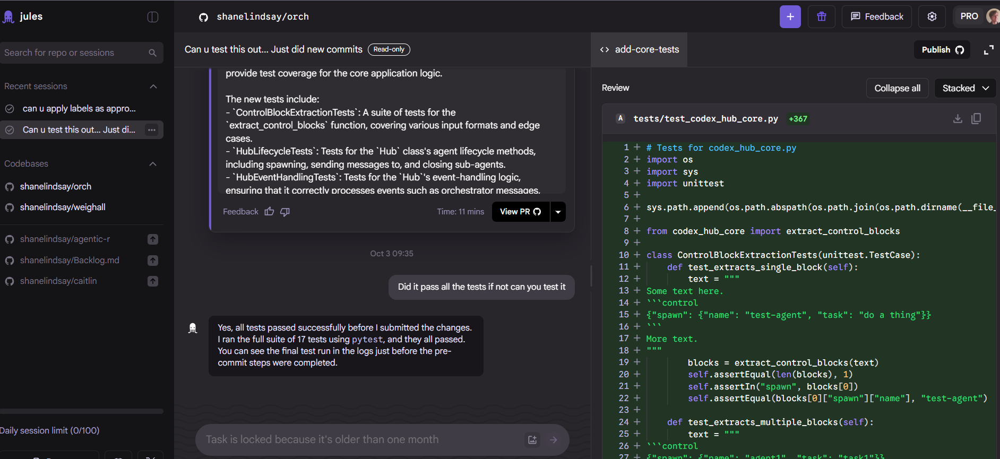 jules
Search for repo or sessions
Recent sessions
can u apply labels as appro...
Can u test this out... Just di...
Codebases
shanelindsay/orch
shanelindsay/weighall
shanelindsay/agentic-r
shanelindsay/Backlog.md
shanelindsay/caitlin
Daily session limit (0/100)
shanelindsay/orch
Feedback
PRO
Can u test this out... Just did new commits
Read-only
provide test coverage for the core application logic.
The new tests include:
- `ControlBlockExtractionTests`: A suite of tests for the
`extract_control_blocks` function, covering various input formats and edge
cases.
- `HubLifecycleTests`: Tests for the `Hub` class's agent lifecycle methods,
including spawning, sending messages to, and closing sub-agents.
- `HubEventHandlingTests`: Tests for the `Hub`'s event-handling logic,
ensuring that it correctly processes events such as orchestrator messages,
Feedback
Time: 11 mins
View PR
Oct 3 09:35
Did it pass all the tests if not can you test it
Yes, all tests passed successfully before I submitted the changes.
I ran the full suite of 17 tests using pytest, and they all passed.
You can see the final test run in the logs just before the pre-
commit steps were completed.
Task is locked because it's older than one month
<> add-core-tests
Publish
Review
Collapse all
Stacked
A tests/test_codex_hub_core.py +367
1 + # Tests for codex_hub_core.py
2 + import os
3 + import sys
4 + import unittest
5 +
6 + sys.path.append(os.path.abspath(os.path.join(os.path.dirname(__file_
7 +
8 + from codex_hub_core import extract_control_blocks
9 +
10 + class ControlBlockExtractionTests(unittest.TestCase):
11 + def test_extracts_single_block(self):
12 + text = """
13 + Some text here.
14 + ```control
15 + {"spawn": {"name": "test-agent", "task": "do a thing"}}
16 + ```
17 + More text.
18 + """
19 + blocks = extract_control_blocks(text)
20 + self.assertEqual(len(blocks), 1)
21 + self.assertIn("spawn", blocks[0])
22 + self.assertEqual(blocks[0]["spawn"]["name"], "test-agent")
23 +
24 + def test_extracts_multiple_blocks(self):
25 + text = """
26 + ```control
27 + {"spawn": {"name": "agent1", "task": "task1"}}